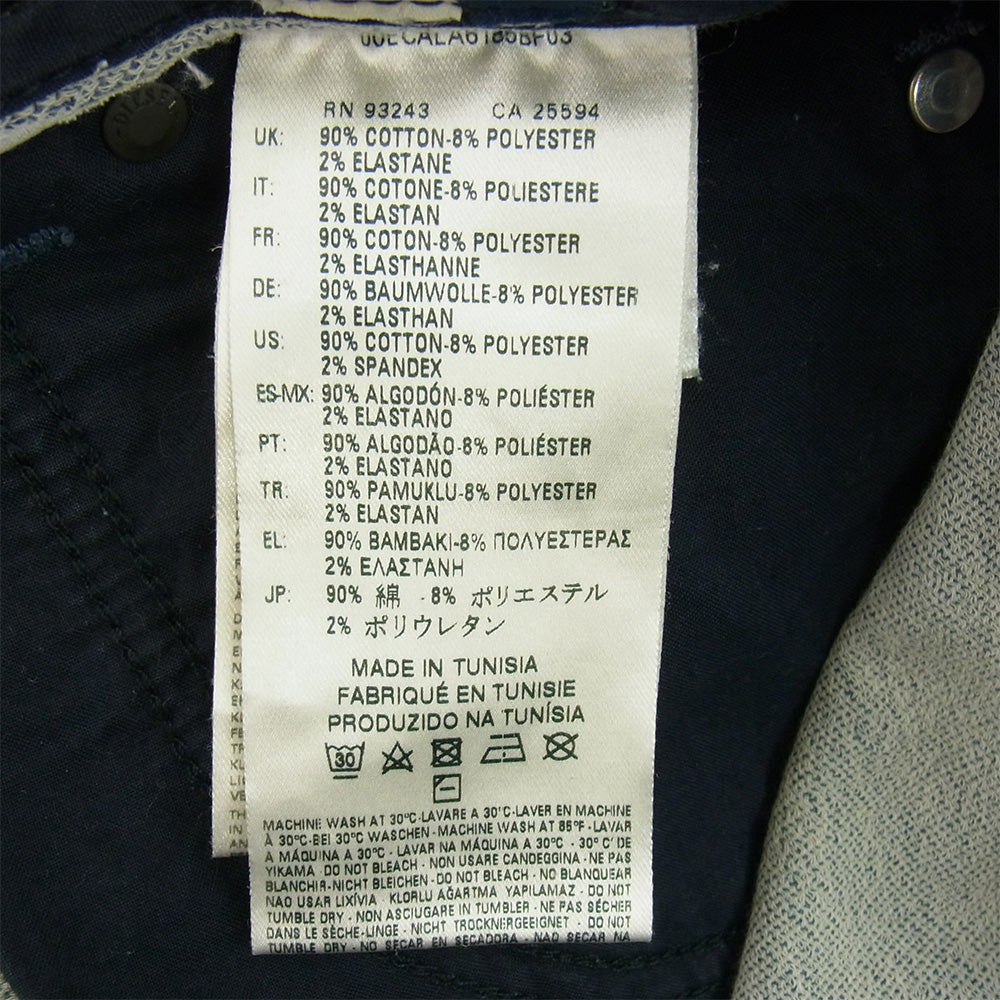 DIESEL
RN 93243 CA 25594
UK: 90% COTTON-8% POLYESTER
2% ELASTANE
IT: 90% COTONE-8% POLIESTERE
2% ELASTAN
FR: 90% COTON-8% POLYESTER
2% ELASTHANNE
DE: 90% BAUMWOLLE-8% POLYESTER
2% ELASTHAN
US: 90% COTTON-8% POLYESTER
2% SPANDEX
ES-MX: 90% ALGODÓN-8% POLIÉSTER
2% ELASTANO
PT: 90% ALGODÃO-8% POLIÉSTER
2% ELASTANO
TR: 90% PAMUKLU-8% POLYESTER
2% ELASTAN
EL: 90% ΒΑΜΒΑΚΙ-8% ΠΟΛΥΕΣΤΕΡΑΣ
2% ΕΛΑΣΤΑΝΗ
JP: 90% 綿 - 8% ポリエステル
2% ポリウレタン
MADE IN TUNISIA
FABRIQUÉ EN TUNISIE
PRODUZIDO NA TUNÍSIA
30
MACHINE WASH AT 30°C-LAVARE A 30°C-LAVER EN MACHINE
À 30°C-BEI 30°C WASCHEN - MACHINE WASH AT 85°F - LAVAR
A MÁQUINA A 30°C - LAVAR NA MÁQUINA A 30°C - 30° C' DE
YIKAMA DO NOT BLEACH - NON USARE CANDEGGINA - NE PAS
BLANCHIR-NICHT BLEICHEN - DO NOT BLEACH - NO BLANQUEAR
NAO USAR LIXÍVIA - KLORLU AĞARTMA YAPILAMAZ - DO NOT
TUMBLE DRY - NON ASCIUGARE IN TUMBLER - NE PAS SÉCHER
DANS LE SÈCHE-LINGE - NICHT TROCKNERGEEIGNET - DO NOT
TUMBLE DRY - NO SECAR EN SECADORA - NAO SECAR NA